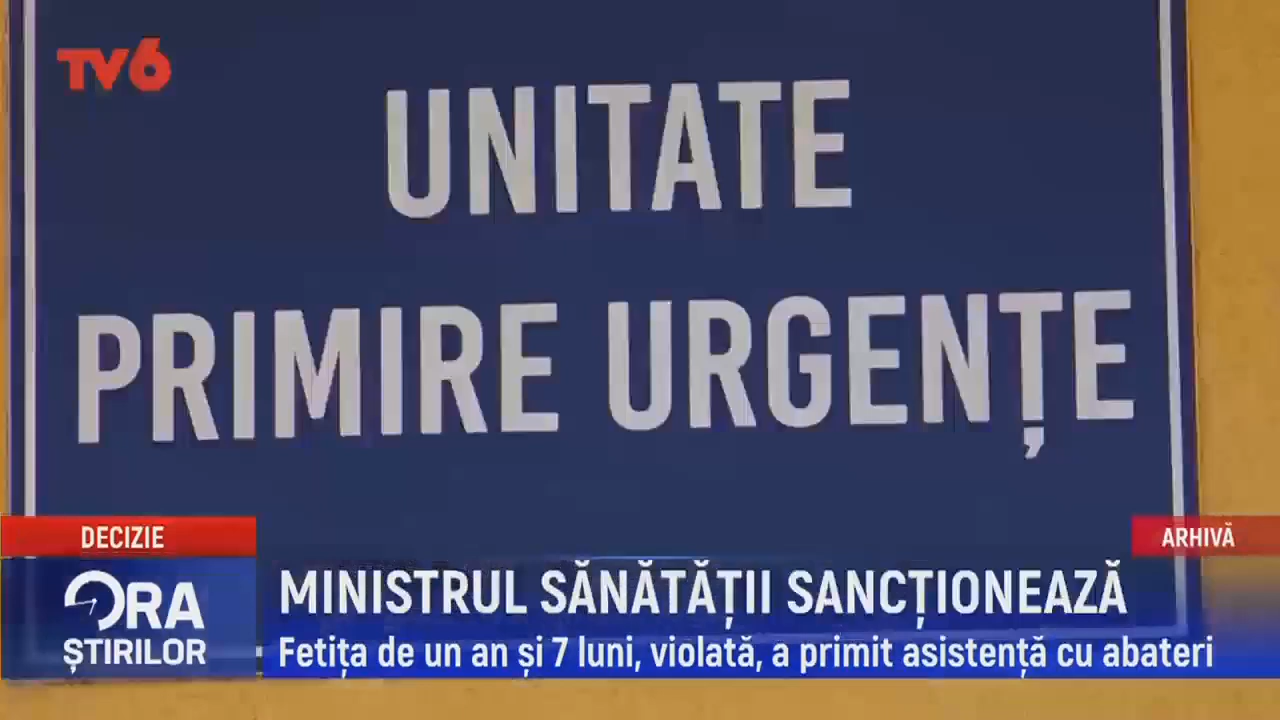 TV6
UNITATE
PRIMIRE URGENȚE
DECIZIE
ARHIVĂ
ORA
ȘTIRILOR
MINISTRUL SĂNĂTĂȚII SANCȚIONEAZĂ
Fetița de un an și 7 luni, violată, a primit asistență cu abateri